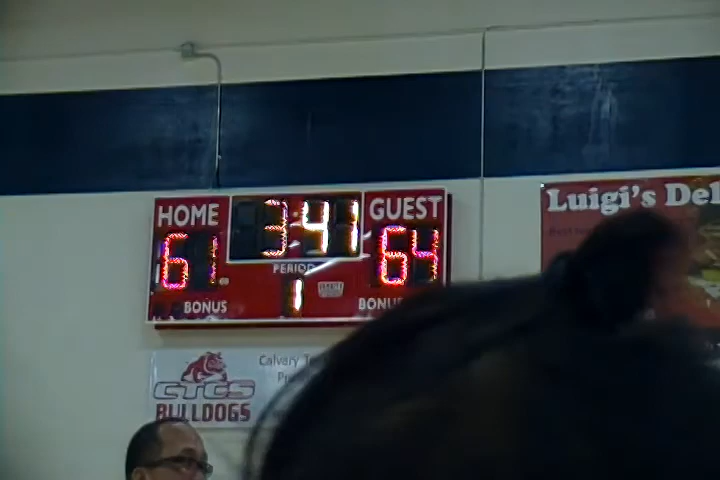 HOME
3:41
GUEST
61
64
PERIOD
1
BONUS
BONUS
Luigi's Del
CTCS
BULLDOGS
Calvary